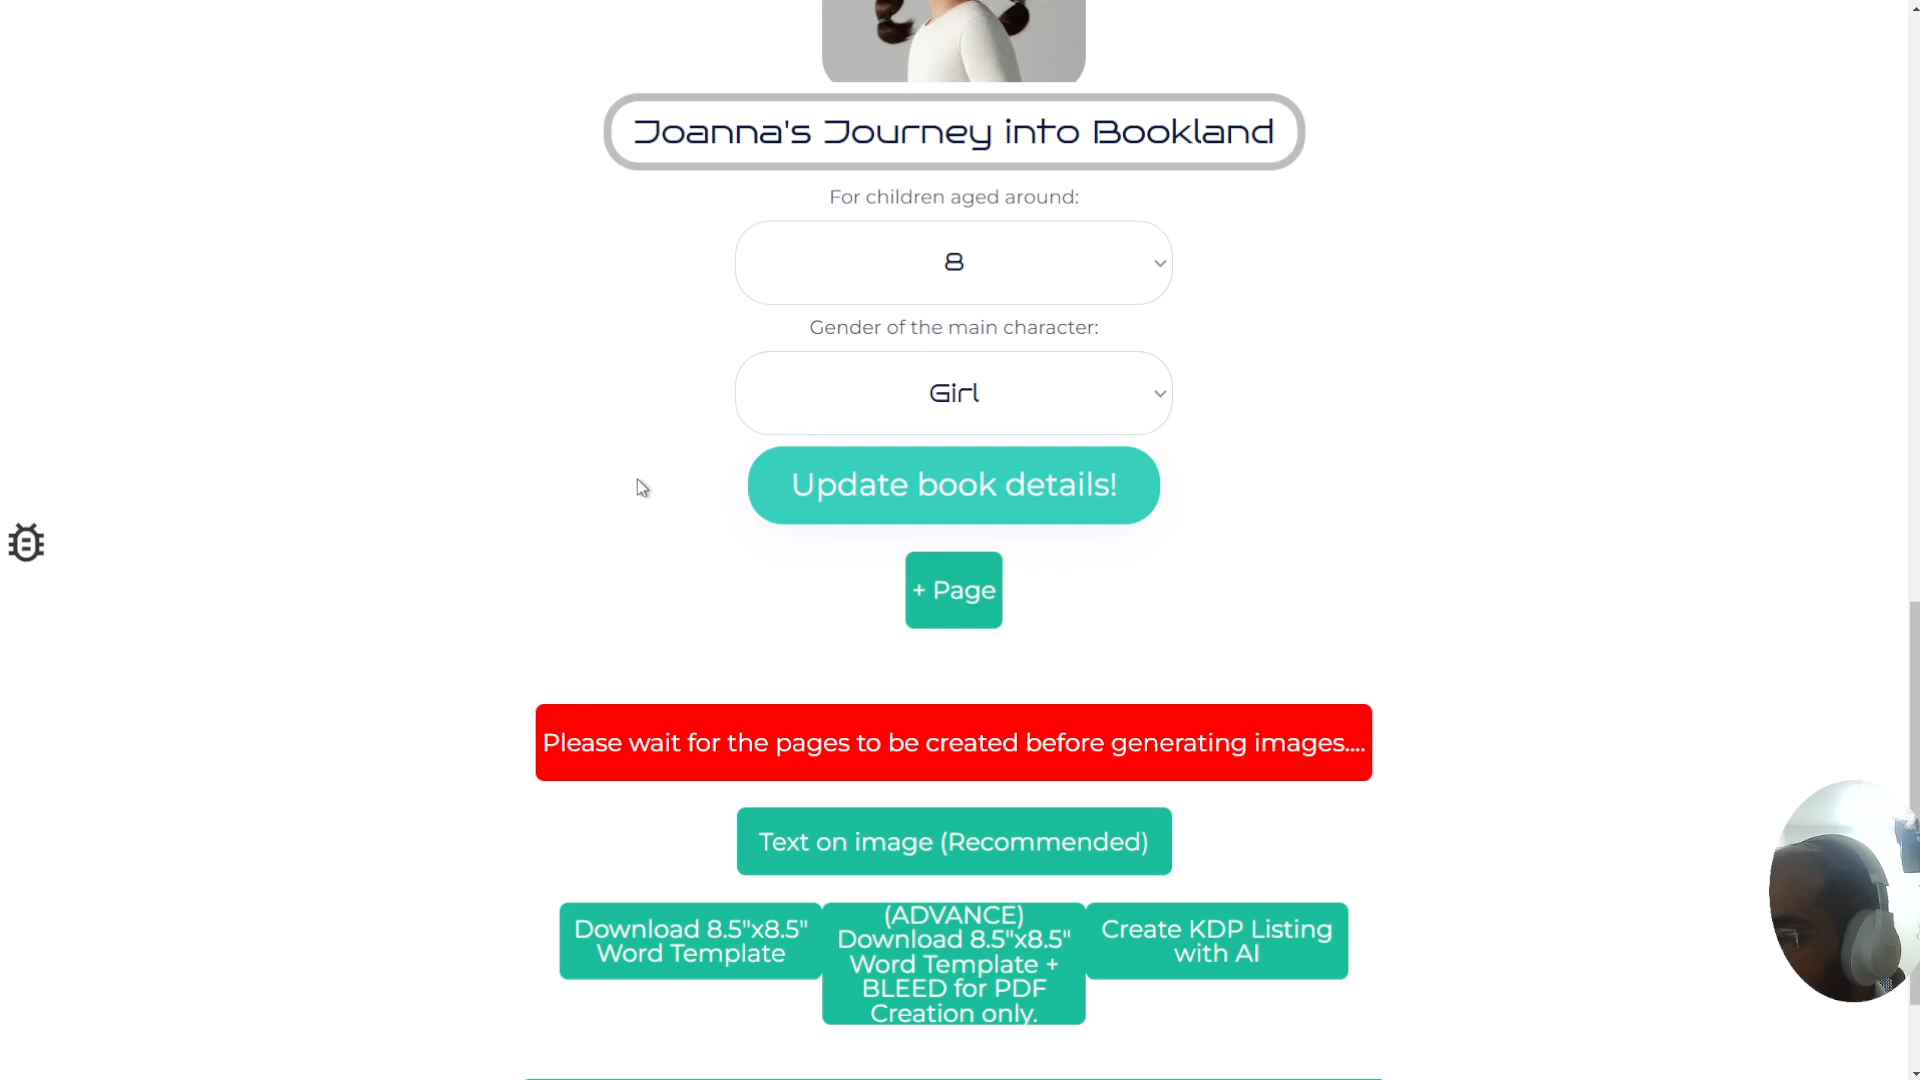 Joanna's Journey into Bookland
For children aged around:
8
Gender of the main character:
Girl
Update book details!
+ Page
Please wait for the pages to be created before generating images....
Text on image (Recommended)
Download 8.5"x8.5"
Word Template
(ADVANCE)
Download 8.5"x8.5"
Word Template +
BLEED for PDF
Creation only.
Create KDP Listing
with AI